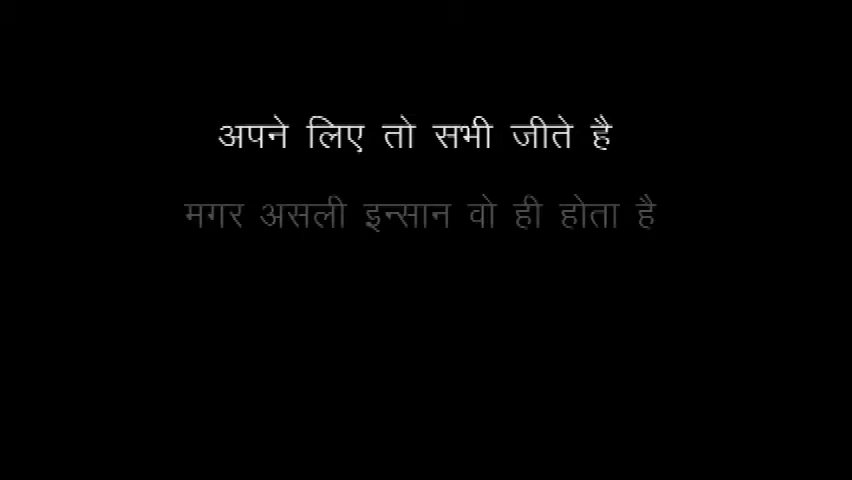 अपने लिए तो सभी जीते है
मगर असली इन्सान वो ही होता है